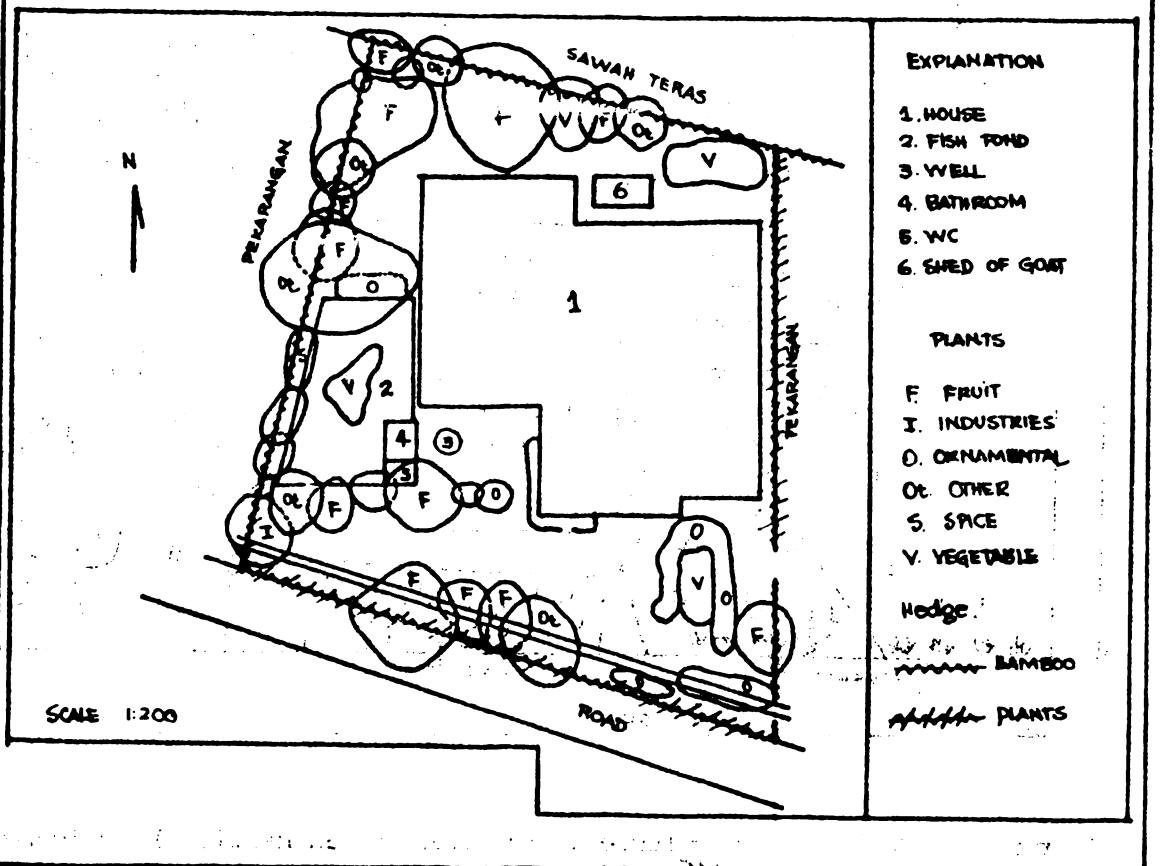 SAWAH TERAS
N
PEKARANGAN
F
Ot
F
F
V
F
Ot
V
6
Ot
F
F
Ot
O
1
PEKARANGAN
V
2
4
3
5
Ot
F
F
O
I
O
V
O
F
F
F
F
Ot
O
O
ROAD
SCALE 1:200
EXPLANATION
1. HOUSE
2. FISH POND
3. WELL
4. BATHROOM
5. WC
6. SHED OF GOAT
PLANTS
F. FRUIT
I. INDUSTRIES
O. ORNAMENTAL
Ot. OTHER
S. SPICE
V. VEGETABLE
Hedge:
BAMBOO
PLANTS